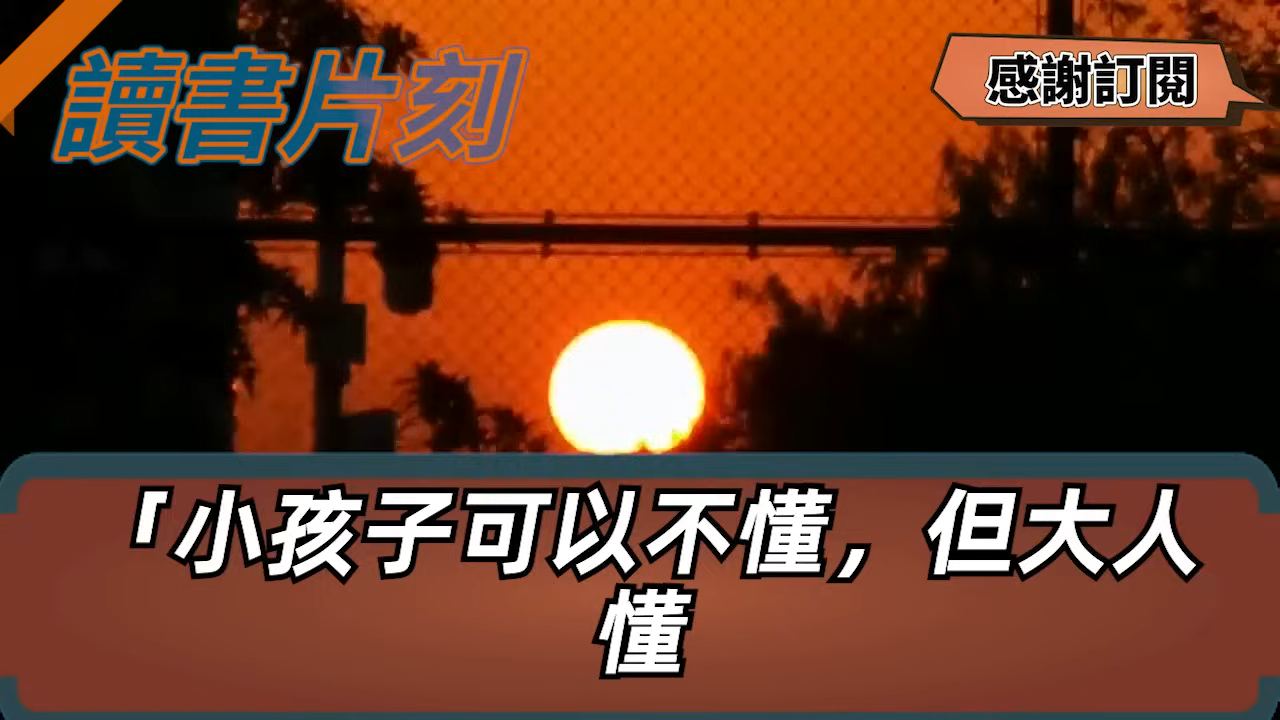 讀書片刻
感謝訂閱
「小孩子可以不懂，但大人
懂